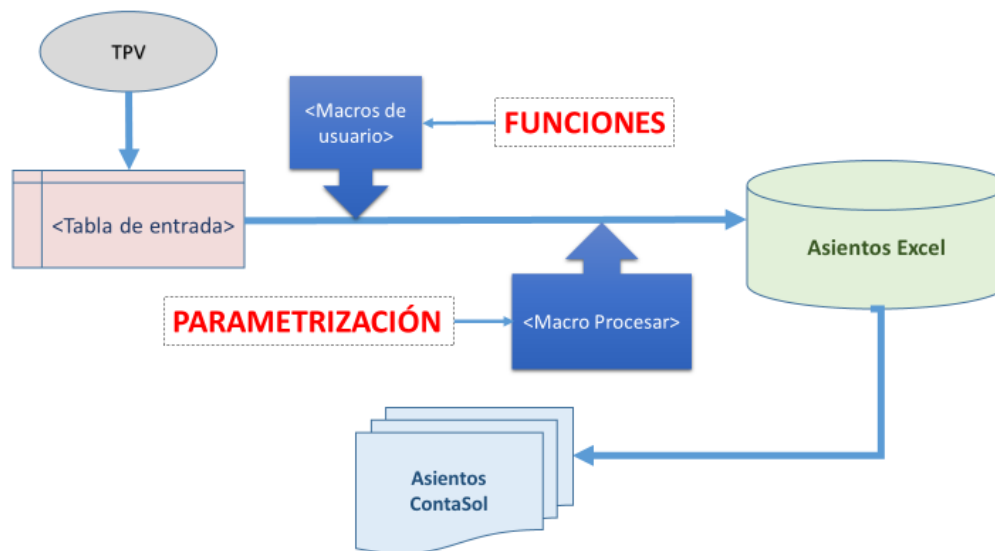 TPV
<Macros de
usuario>
FUNCIONES
<Tabla de entrada>
Asientos Excel
PARAMETRIZACIÓN
<Macro Procesar>
Asientos
ContaSol